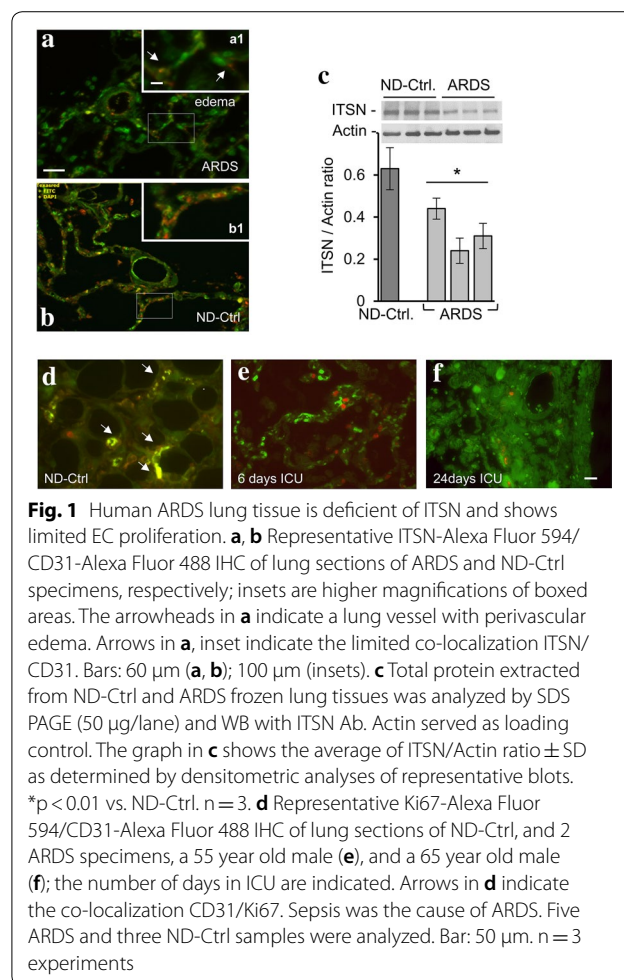 a
a1
edema
ARDS
+ FITC
+ DAPI
b1
b
ND-Ctrl
c
ND-Ctrl. ARDS
ITSN -
Actin -
*
ITSN / Actin ratio
0.6
0.4
0.2
0
ND-Ctrl.
ARDS
d
ND-Ctrl
e
6 days ICU
f
24days ICU
Fig. 1 Human ARDS lung tissue is deficient of ITSN and shows
limited EC proliferation. a, b Representative ITSN-Alexa Fluor 594/
CD31-Alexa Fluor 488 IHC of lung sections of ARDS and ND-Ctrl
specimens, respectively; insets are higher magnifications of boxed
areas. The arrowheads in a indicate a lung vessel with perivascular
edema. Arrows in a, inset indicate the limited co-localization ITSN/
CD31. Bars: 60 µm (a, b); 100 µm (insets). c Total protein extracted
from ND-Ctrl and ARDS frozen lung tissues was analyzed by SDS
PAGE (50 µg/lane) and WB with ITSN Ab. Actin served as loading
control. The graph in c shows the average of ITSN/Actin ratio ± SD
as determined by densitometric analyses of representative blots.
*p < 0.01 vs. ND-Ctrl. n = 3. d Representative Ki67-Alexa Fluor
594/CD31-Alexa Fluor 488 IHC of lung sections of ND-Ctrl, and 2
ARDS specimens, a 55 year old male (e), and a 65 year old male
(f); the number of days in ICU are indicated. Arrows in d indicate
the co-localization CD31/Ki67. Sepsis was the cause of ARDS. Five
ARDS and three ND-Ctrl samples were analyzed. Bar: 50 µm. n = 3
experiments